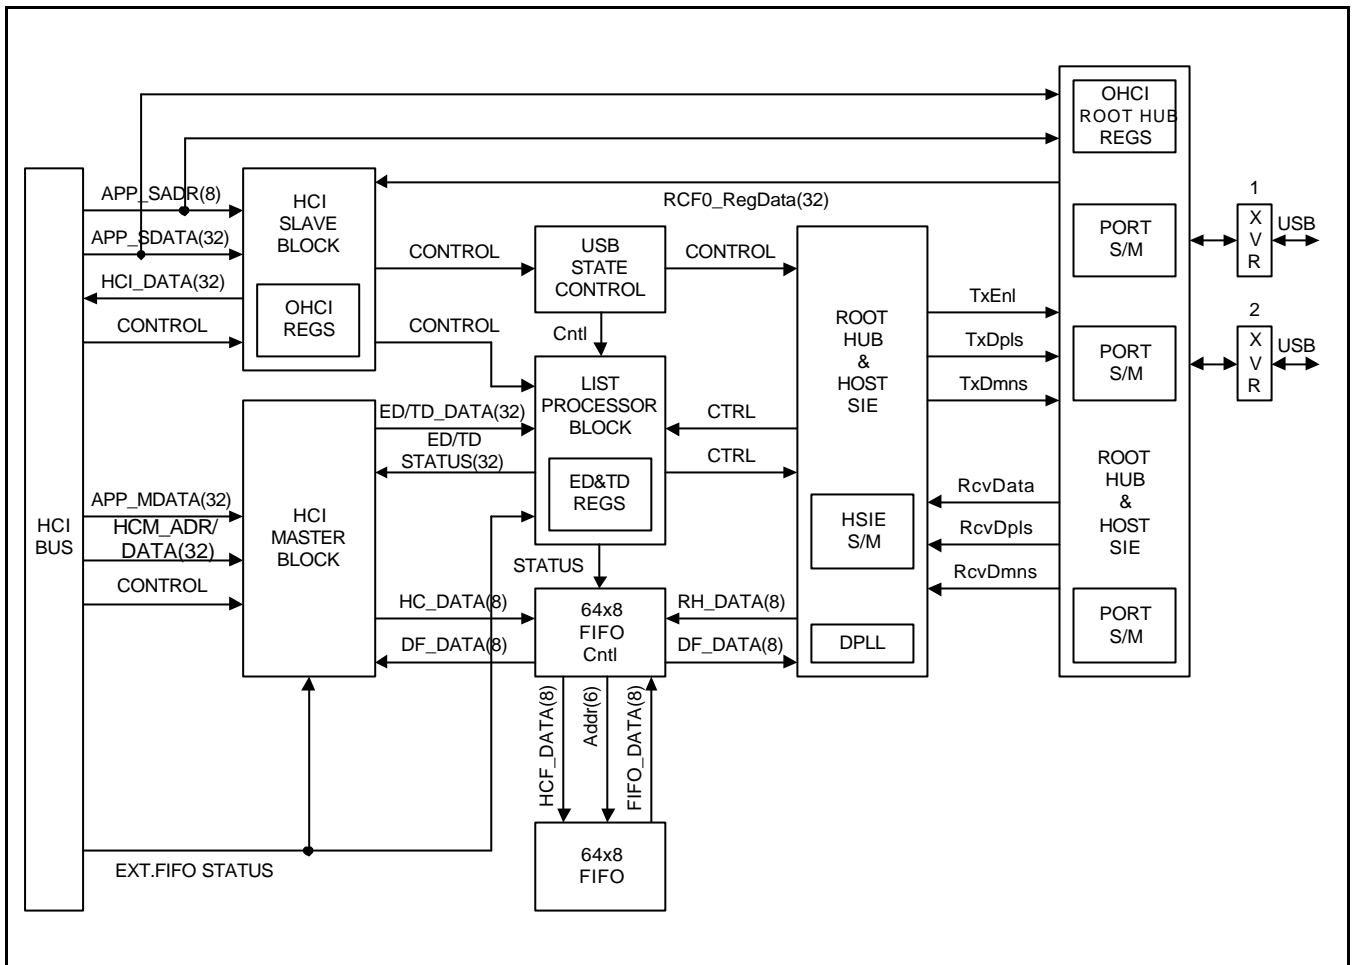 OHCI
ROOT HUB
REGS
APP_SADR(8)
HCI
SLAVE
BLOCK
RCF0_RegData(32)
1
X
V
R
USB
PORT
S/M
APP_SDATA(32)
CONTROL
USB
STATE
CONTROL
CONTROL
HCI_DATA(32)
OHCI
REGS
CONTROL
CONTROL
Cntl
ROOT
HUB
&
HOST
SIE
TxEnl
TxDpls
TxDmns
2
X
V
R
USB
PORT
S/M
LIST
PROCESSOR
BLOCK
ED/TD_DATA(32)
CTRL
ED/TD
STATUS(32)
CTRL
ED&TD
REGS
ROOT
HUB
&
HOST
SIE
HCI
BUS
APP_MDATA(32)
HCM_ADR/
DATA(32)
CONTROL
HCI
MASTER
BLOCK
HSIE
S/M
RcvData
RcvDpls
RcvDmns
STATUS
HC_DATA(8)
64x8
FIFO
Cntl
RH_DATA(8)
DF_DATA(8)
DF_DATA(8)
DPLL
PORT
S/M
HCF_DATA(8)
Addr(6)
FIFO_DATA(8)
64x8
FIFO
EXT.FIFO STATUS